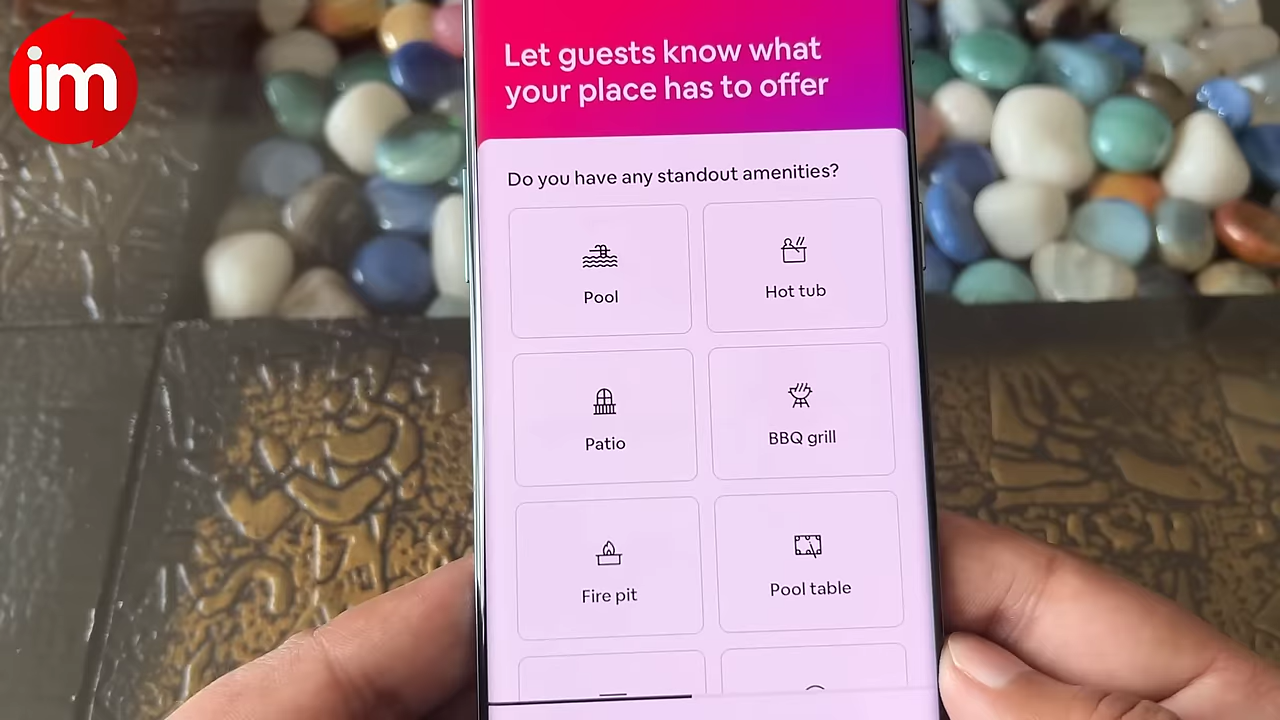 im
Let guests know what
your place has to offer
Do you have any standout amenities?
Pool
Hot tub
Patio
BBQ grill
Fire pit
Pool table